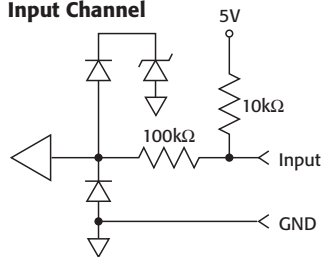 Input Channel
5V
10kΩ
100kΩ
Input
GND